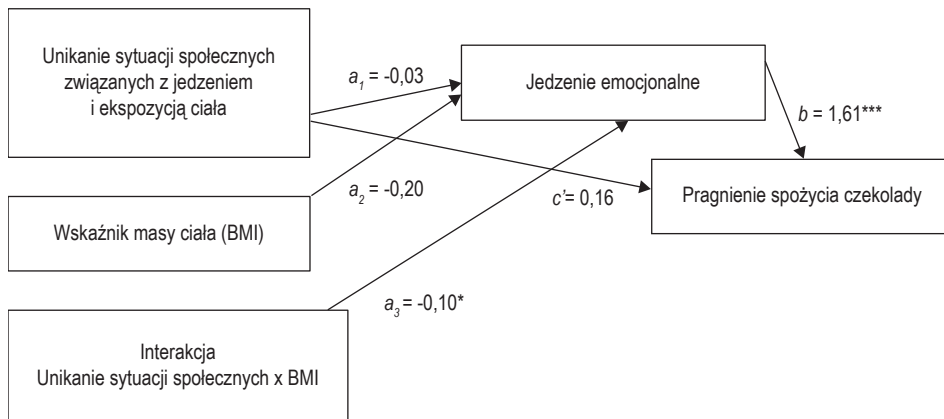 Unikanie sytuacji społecznych
związanych z jedzeniem
i ekspozycją ciała
a₁ = -0,03
Jedzenie emocjonalne
b = 1,61***
Wskaźnik masy ciała (BMI)
a₂ = -0,20
c’= 0,16
Pragnienie spożycia czekolady
a₃ = -0,10*
Interakcja
Unikanie sytuacji społecznych x BMI